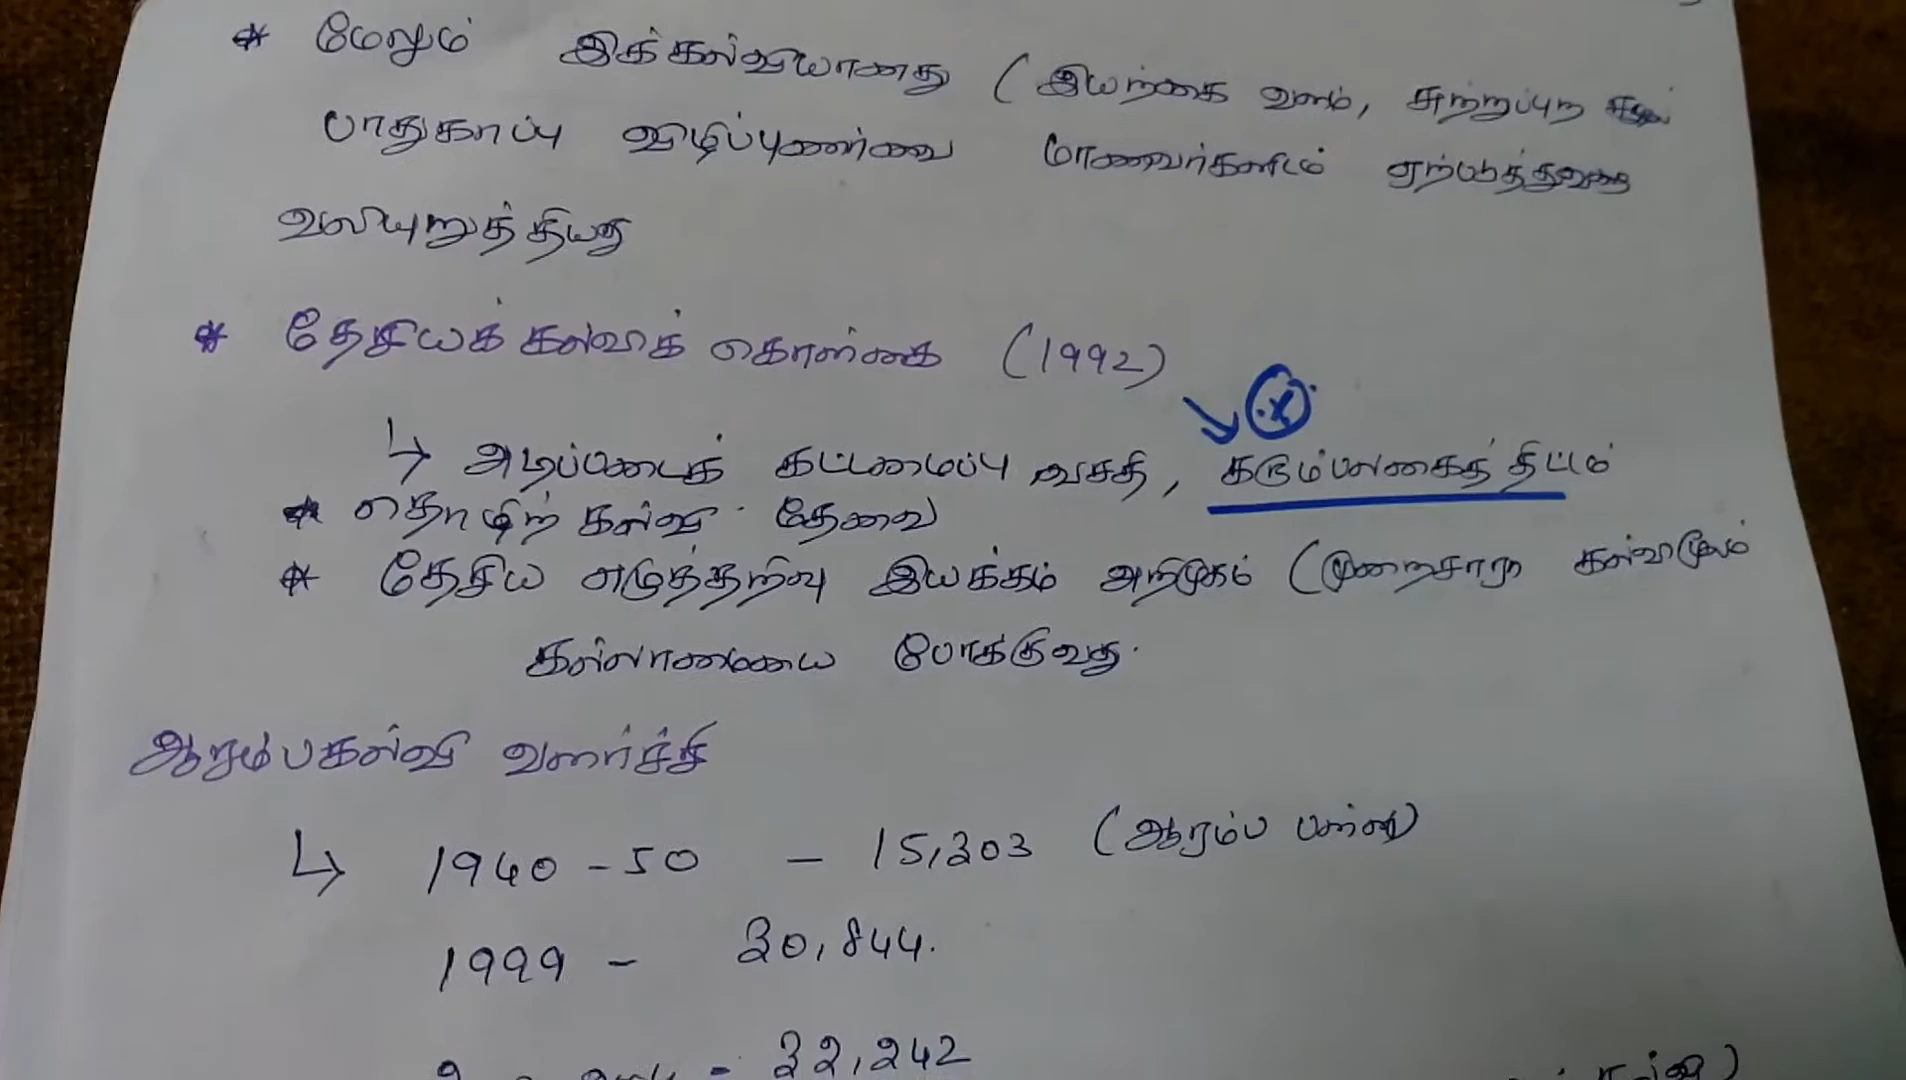 * மேலும் இக்கல்வியானது ( இயற்கை வளம், சுற்றுப்புற
பாதுகாப்பு விழிப்புணர்வை மாணவர்களிடம் ஏற்படுத்துவதை
வலியுறுத்தியது
* தேசியக் கல்விக் கொள்கை (1992)
↳ அடிப்படைக் கட்டமைப்பு வசதி, கரும்பலகைத் திட்டம்
* தொழிற் கல்வி தேவை
* தேசிய எழுத்தறிவு இயக்கம் அறிமுகம் (முறைசாரா கல்வி மூலம்
கல்லாமையை போக்குவது.
ஆரம்பகல்வி வளர்ச்சி
↳ 1940 - 50 - 15,303 (ஆரம்ப பள்ளி)
1999 - 30,844.
- 32,242